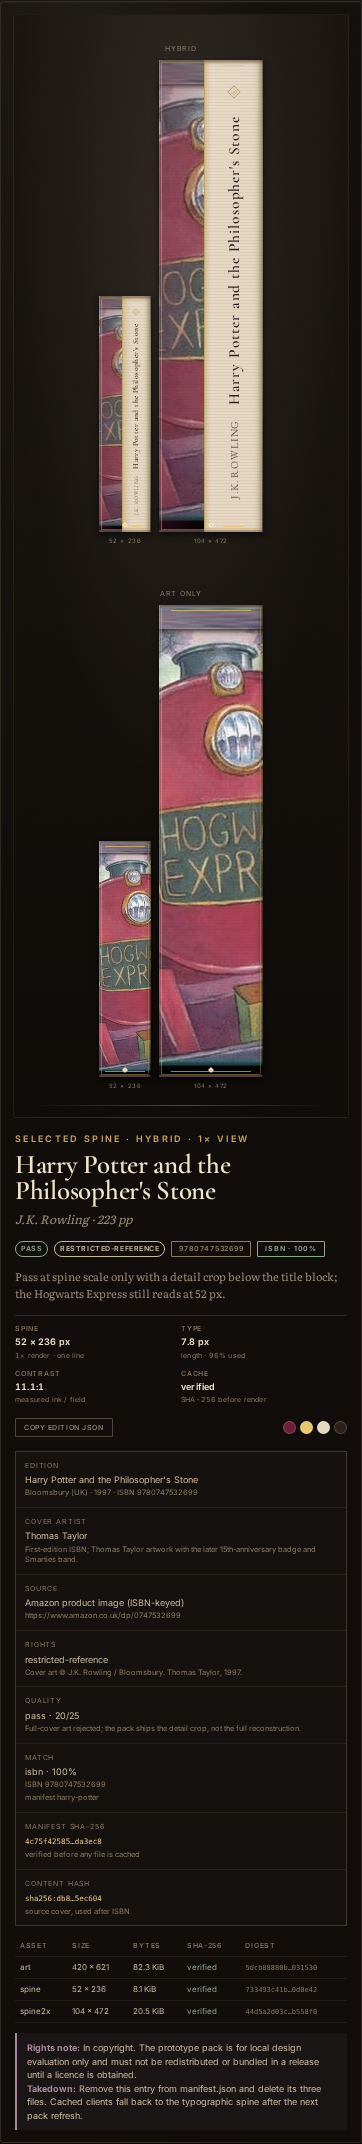 HYBRID
Harry Potter and the Philosopher's Stone
J.K. ROWLING
HOG
EXP
Harry Potter and the Philosopher's Stone
J.K. ROWLING
52 × 236
104 × 472
ART ONLY
HOGW
EXPR
HOGW
EXPR
52 × 236
104 × 472
SELECTED SPINE · HYBRID · 1× VIEW
Harry Potter and the
Philosopher's Stone
J.K. Rowling · 223 pp
PASS
RESTRICTED-REFERENCE
9780747532699
ISBN · 100%
Pass at spine scale only with a detail crop below the title block;
the Hogwarts Express still reads at 52 px.
SPINE
52 × 236 px
1× render · one line
TYPE
7.8 px
length · 96% used
CONTRAST
11.1:1
measured ink / field
CACHE
verified
SHA-256 before render
COPY EDITION JSON
EDITION
Harry Potter and the Philosopher's Stone
Bloomsbury (UK) · 1997 · ISBN 9780747532699
COVER ARTIST
Thomas Taylor
First-edition ISBN; Thomas Taylor artwork with the later 15th-anniversary badge and
Smarties band.
SOURCE
Amazon product image (ISBN-keyed)
https://www.amazon.co.uk/dp/0747532699
RIGHTS
restricted-reference
Cover art © J.K. Rowling / Bloomsbury. Thomas Taylor, 1997.
QUALITY
pass · 20/25
Full-cover art rejected; the pack ships the detail crop, not the full reconstruction.
MATCH
isbn · 100%
ISBN 9780747532699
manifest harry-potter
MANIFEST SHA-256
4c75f42585…da3ec8
verified before any file is cached
CONTENT HASH
sha256:db8…5ec604
source cover, used after ISBN
ASSET SIZE BYTES SHA-256 DIGEST
art 420 × 621 82.3 KiB verified 5dcb88880b…031530
spine 52 × 236 8.1 KiB verified 733493c41b…0d8e42
spine2x 104 × 472 20.5 KiB verified 44d5a2d03c…b558f0
Rights note: In copyright. The prototype pack is for local design
evaluation only and must not be redistributed or bundled in a release
until a licence is obtained.
Takedown: Remove this entry from manifest.json and delete its three
files. Cached clients fall back to the typographic spine after the next
pack refresh.